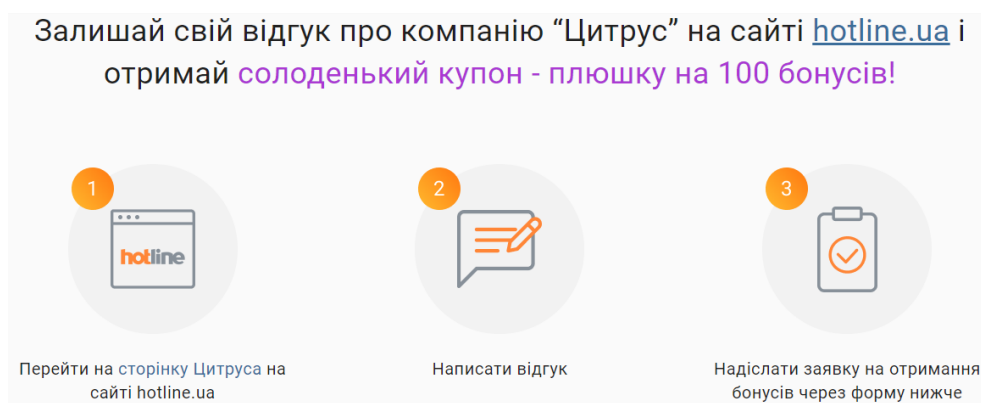 Залишай свій відгук про компанію “Цитрус” на сайті hotline.ua і
отримай солоденький купон - плюшку на 100 бонусів!
1
2
3
hotline
Перейти на сторінку Цитруса на
сайті hotline.ua
Написати відгук
Надіслати заявку на отримання
бонусів через форму нижче